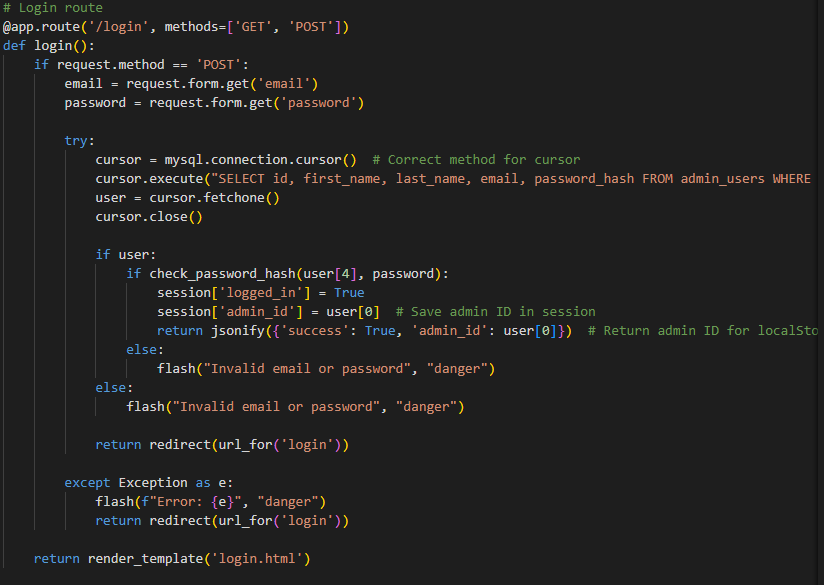 # Login route
@app.route('/login', methods=['GET', 'POST'])
def login():
    if request.method == 'POST':
        email = request.form.get('email')
        password = request.form.get('password')

        try:
            cursor = mysql.connection.cursor()  # Correct method for cursor
            cursor.execute("SELECT id, first_name, last_name, email, password_hash FROM admin_users WHERE
            user = cursor.fetchone()
            cursor.close()

            if user:
                if check_password_hash(user[4], password):
                    session['logged_in'] = True
                    session['admin_id'] = user[0]  # Save admin ID in session
                    return jsonify({'success': True, 'admin_id': user[0]})  # Return admin ID for localSto
                else:
                    flash("Invalid email or password", "danger")
            else:
                flash("Invalid email or password", "danger")

            return redirect(url_for('login'))

        except Exception as e:
            flash(f"Error: {e}", "danger")
            return redirect(url_for('login'))

    return render_template('login.html')